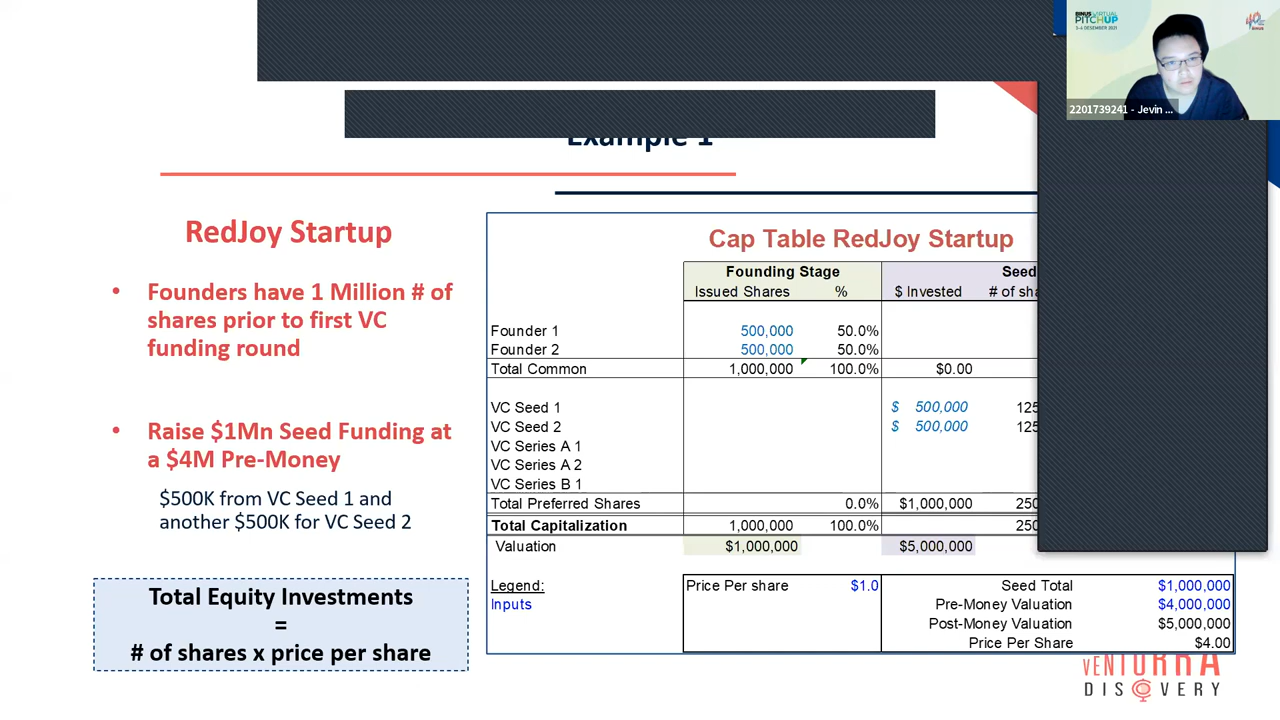 BINUS VIRTUAL
PITCHUP
3-4 DESEMBER 2021
2201739241 - Jevin ...
Example 1
RedJoy Startup
• Founders have 1 Million # of
shares prior to first VC
funding round
• Raise $1Mn Seed Funding at
a $4M Pre-Money
$500K from VC Seed 1 and
another $500K for VC Seed 2
Total Equity Investments
=
# of shares x price per share
Cap Table RedJoy Startup
Founding Stage Seed
Issued Shares % $ Invested # of sha
Founder 1 500,000 50.0%
Founder 2 500,000 50.0%
Total Common 1,000,000 100.0% $0.00
VC Seed 1 $ 500,000 125
VC Seed 2 $ 500,000 125
VC Series A 1
VC Series A 2
VC Series B 1
Total Preferred Shares 0.0% $1,000,000 250
Total Capitalization 1,000,000 100.0% 250
Valuation $1,000,000 $5,000,000
Legend: Price Per share $1.0 Seed Total $1,000,000
Inputs Pre-Money Valuation $4,000,000
Post-Money Valuation $5,000,000
Price Per Share $4.00
VENTURRA
DISCOVERY